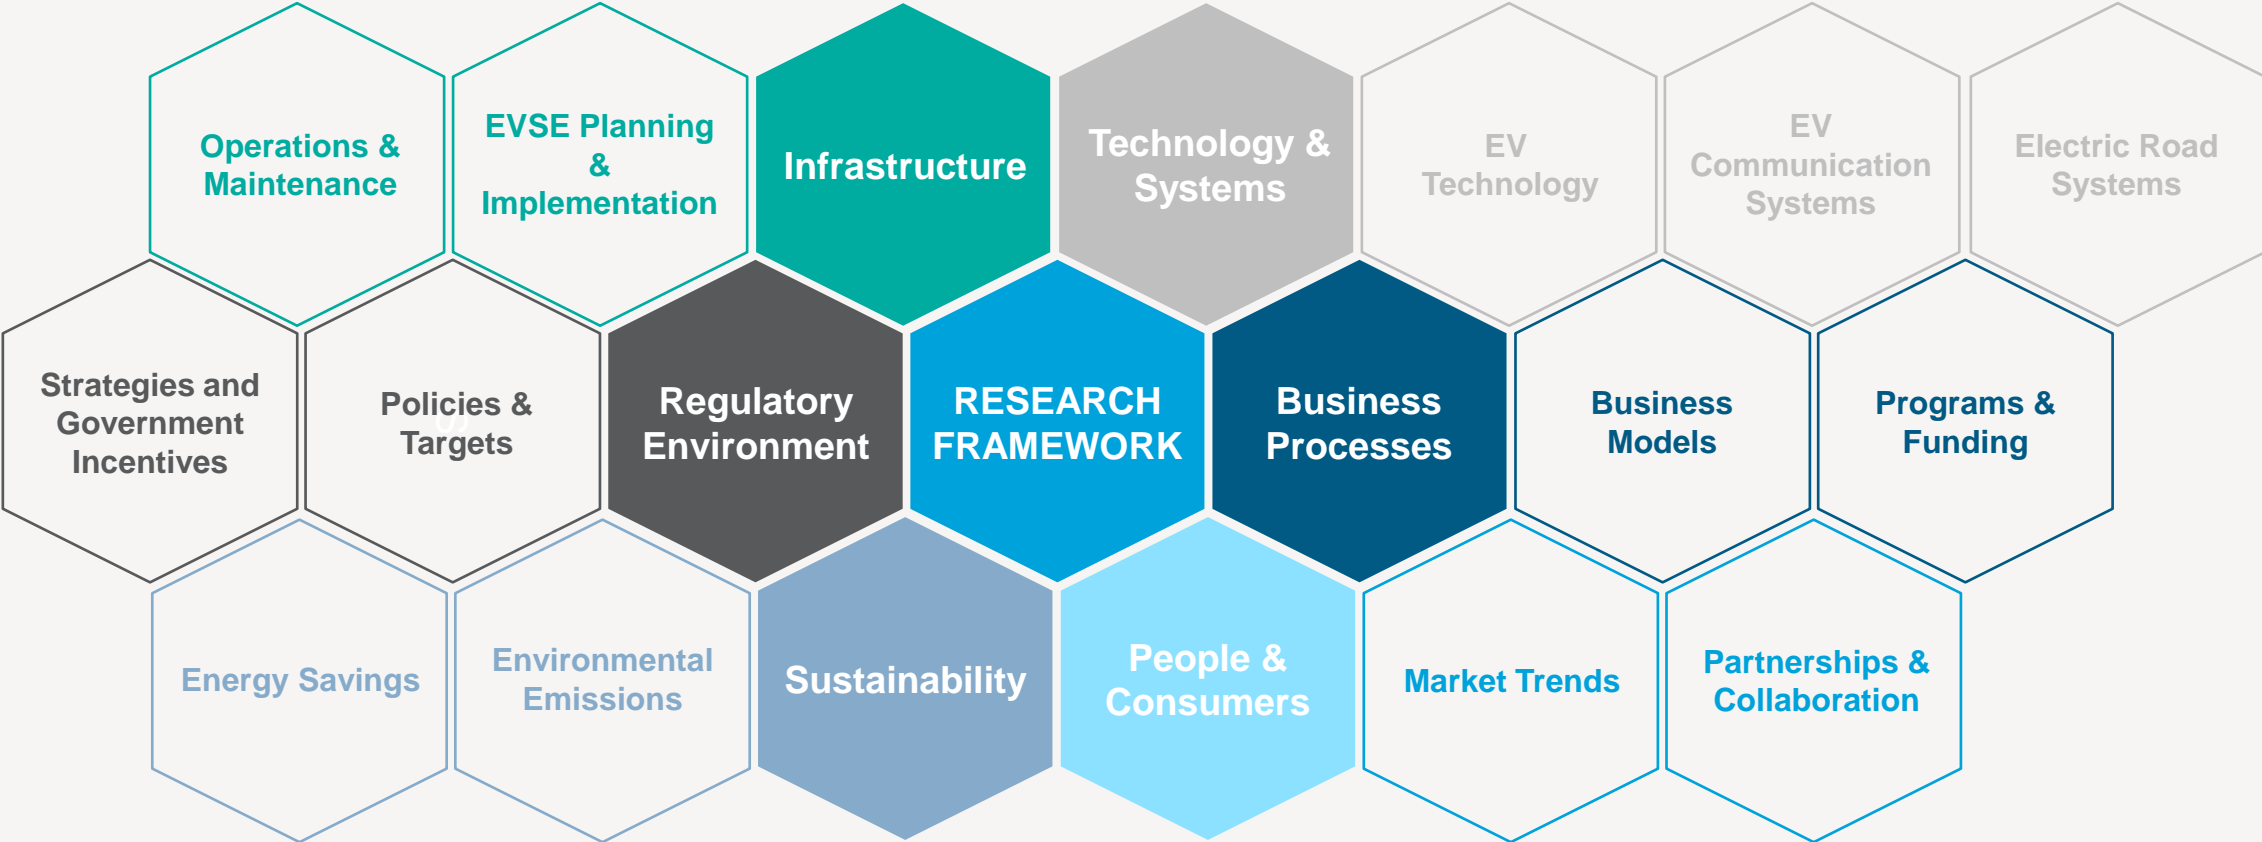 Operations &
Maintenance
EVSE Planning
&
Implementation
Infrastructure
Technology &
Systems
EV
Technology
EV
Communication
Systems
Electric Road
Systems
Strategies and
Government
Incentives
Policies &
Targets
Regulatory
Environment
RESEARCH
FRAMEWORK
Business
Processes
Business
Models
Programs &
Funding
Energy Savings
Environmental
Emissions
Sustainability
People &
Consumers
Market Trends
Partnerships &
Collaboration